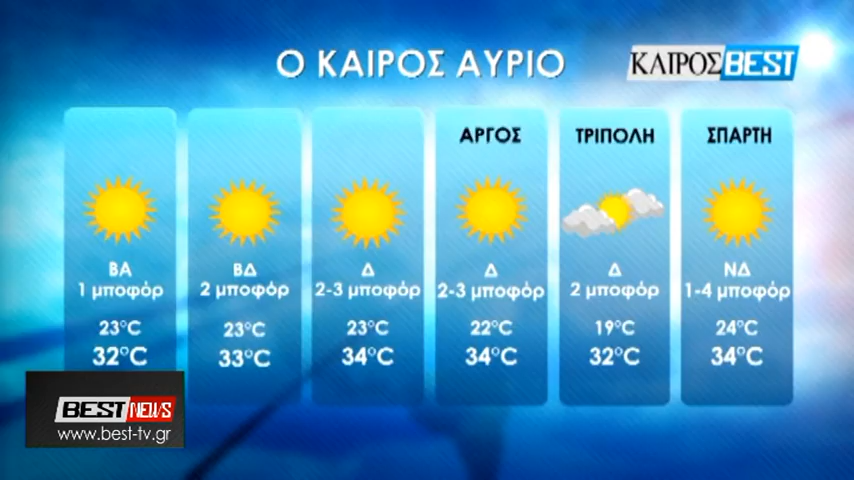 Ο ΚΑΙΡΟΣ ΑΥΡΙΟ
ΚΑΙΡΟΣ BEST
ΒΑ
1 μποφόρ
23°C
32°C
ΒΔ
2 μποφόρ
23°C
33°C
Δ
2-3 μποφόρ
23°C
34°C
ΑΡΓΟΣ
Δ
2-3 μποφόρ
22°C
34°C
ΤΡΙΠΟΛΗ
Δ
2 μποφόρ
19°C
32°C
ΣΠΑΡΤΗ
ΝΔ
1-4 μποφόρ
24°C
34°C
BEST NEWS
www.best-tv.gr